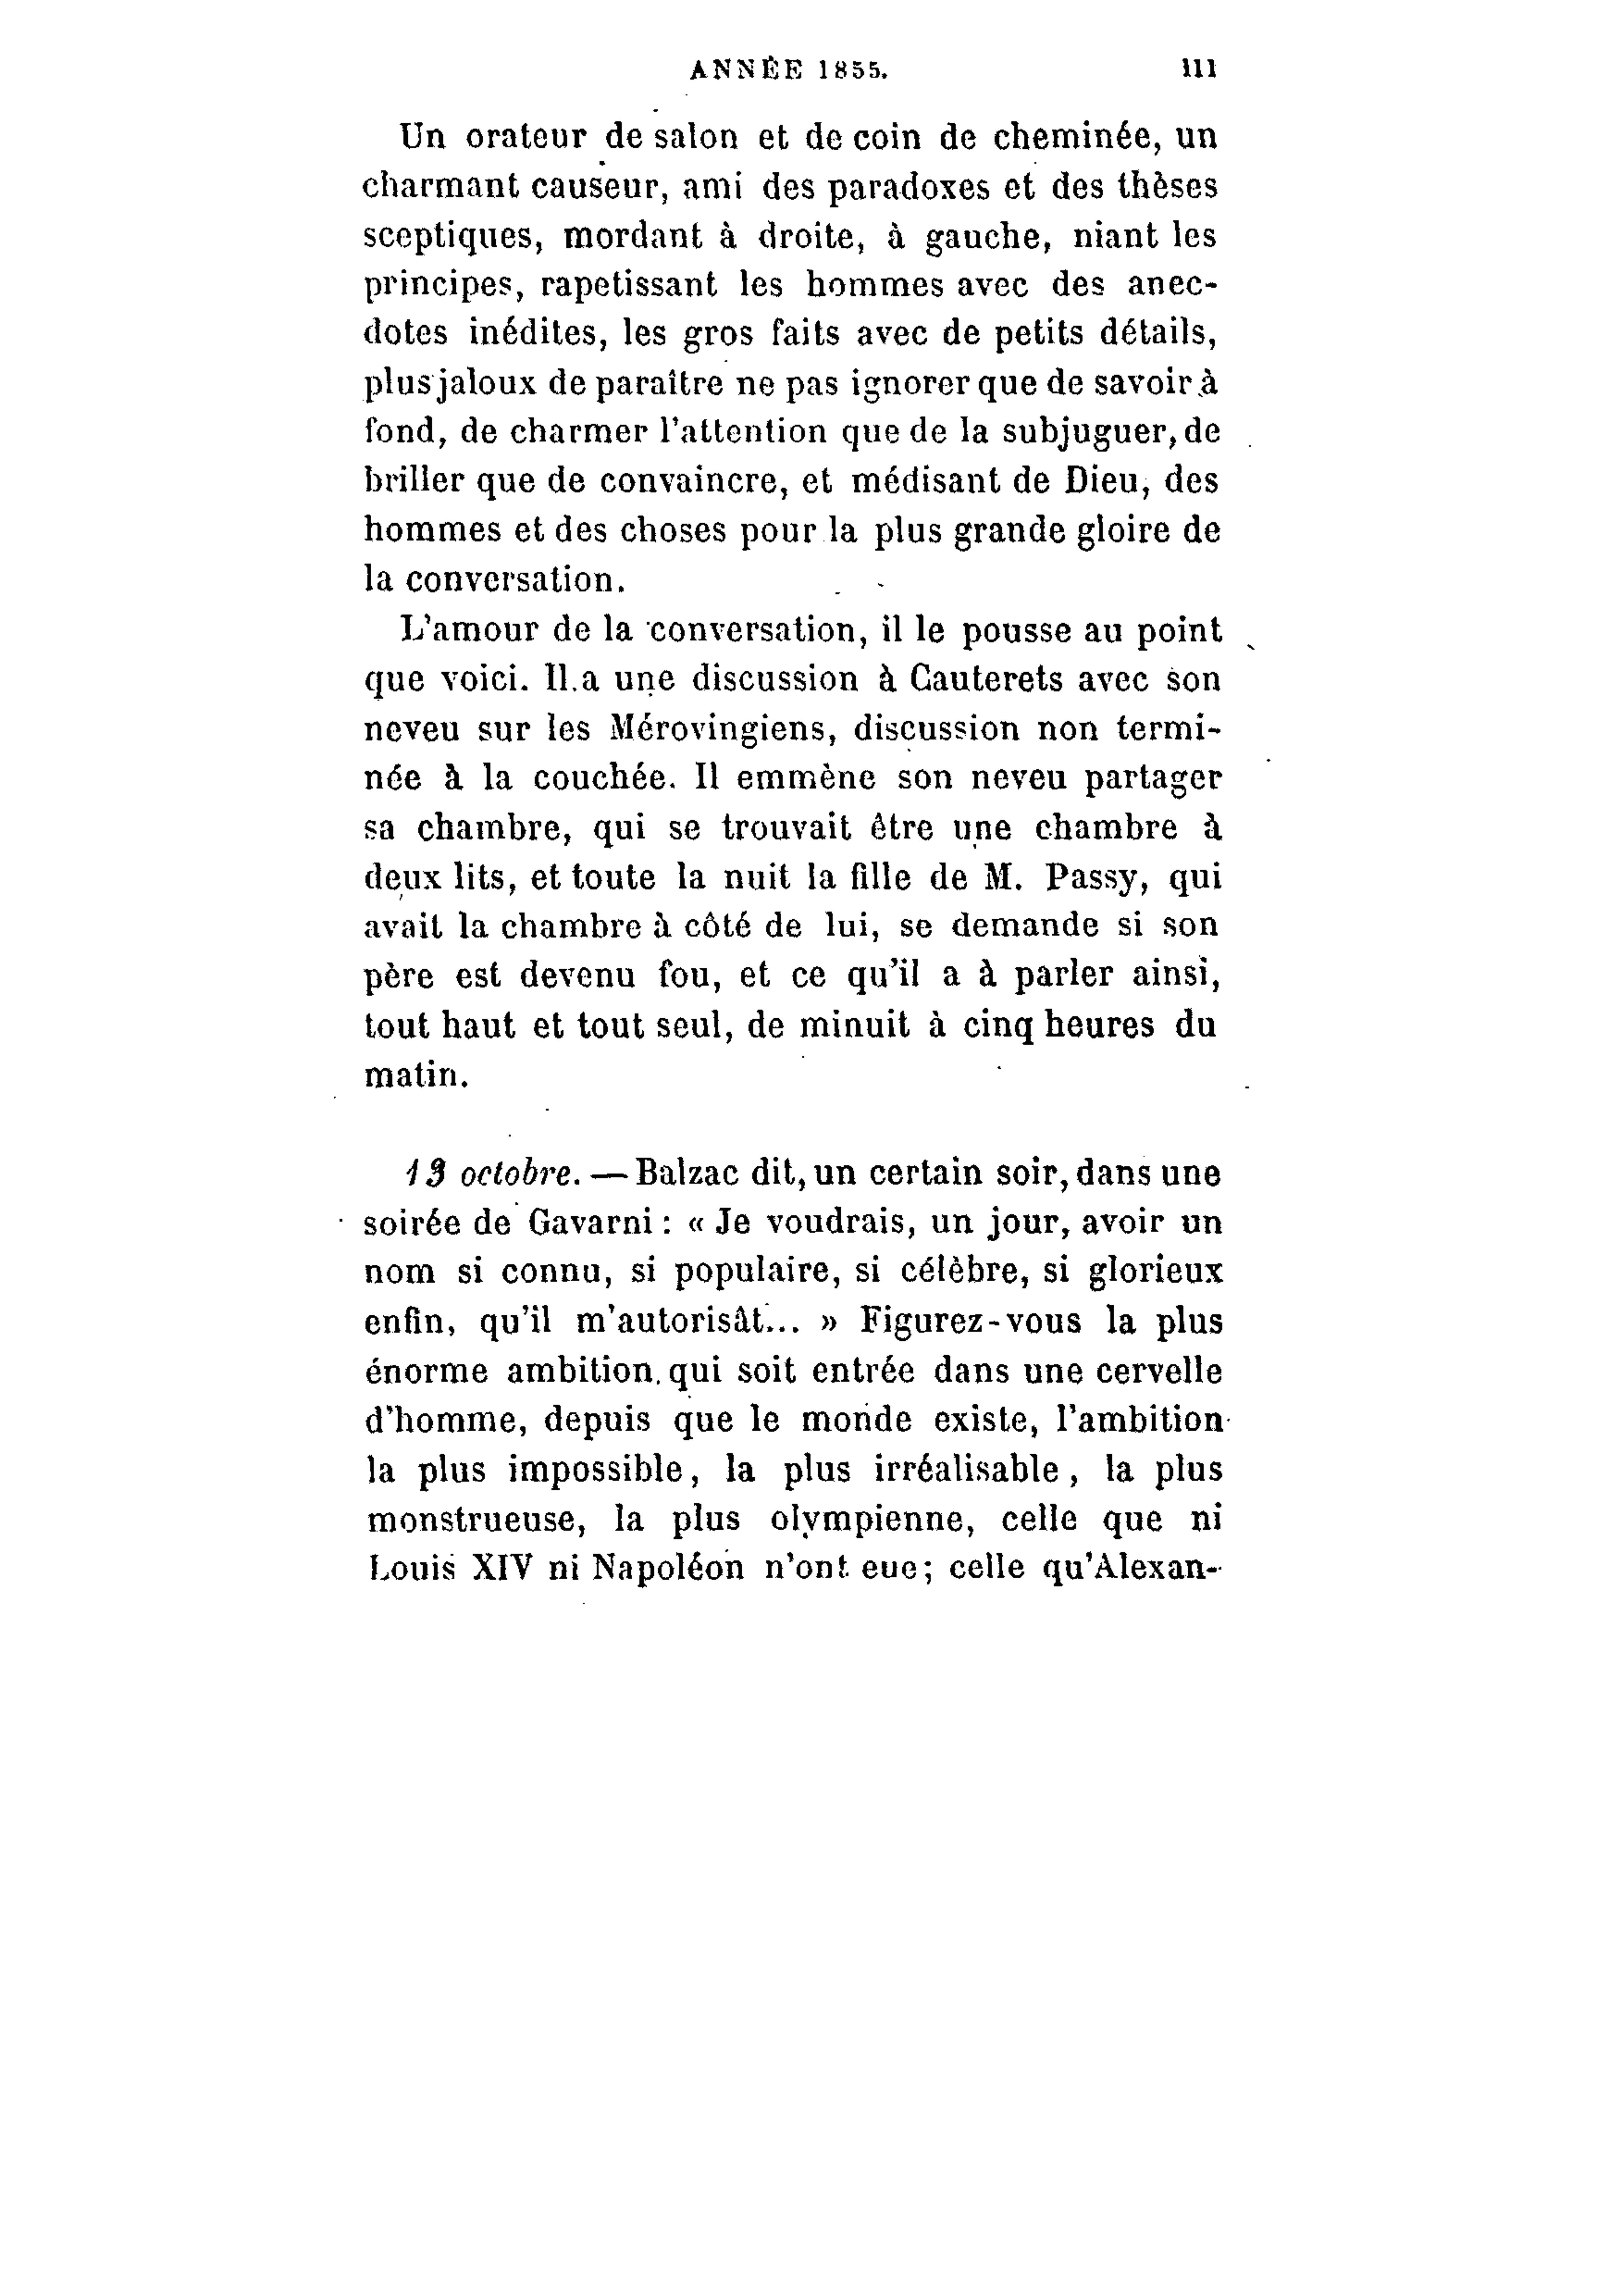 ANNÉE 1855. 111
Un orateur de salon et de coin de cheminée, un
charmant causeur, ami des paradoxes et des thèses
sceptiques, mordant à droite, à gauche, niant les
principes, rapetissant les hommes avec des anec-
dotes inédites, les gros faits avec de petits détails,
plus jaloux de paraître ne pas ignorer que de savoir à
fond, de charmer l'attention que de la subjuguer, de
briller que de convaincre, et médisant de Dieu, des
hommes et des choses pour la plus grande gloire de
la conversation.
L'amour de la conversation, il le pousse au point
que voici. Il a une discussion à Cauterets avec son
neveu sur les Mérovingiens, discussion non termi-
née à la couchée. Il emmène son neveu partager
sa chambre, qui se trouvait être une chambre à
deux lits, et toute la nuit la fille de M. Passy, qui
avait la chambre à côté de lui, se demande si son
père est devenu fou, et ce qu'il a à parler ainsi,
tout haut et tout seul, de minuit à cinq heures du
matin.
13 octobre. — Balzac dit, un certain soir, dans une
soirée de Gavarni : « Je voudrais, un jour, avoir un
nom si connu, si populaire, si célèbre, si glorieux
enfin, qu'il m'autorisât... » Figurez-vous la plus
énorme ambition qui soit entrée dans une cervelle
d'homme, depuis que le monde existe, l'ambition
la plus impossible, la plus irréalisable, la plus
monstrueuse, la plus olympienne, celle que ni
Louis XIV ni Napoléon n'ont eue; celle qu'Alexan-